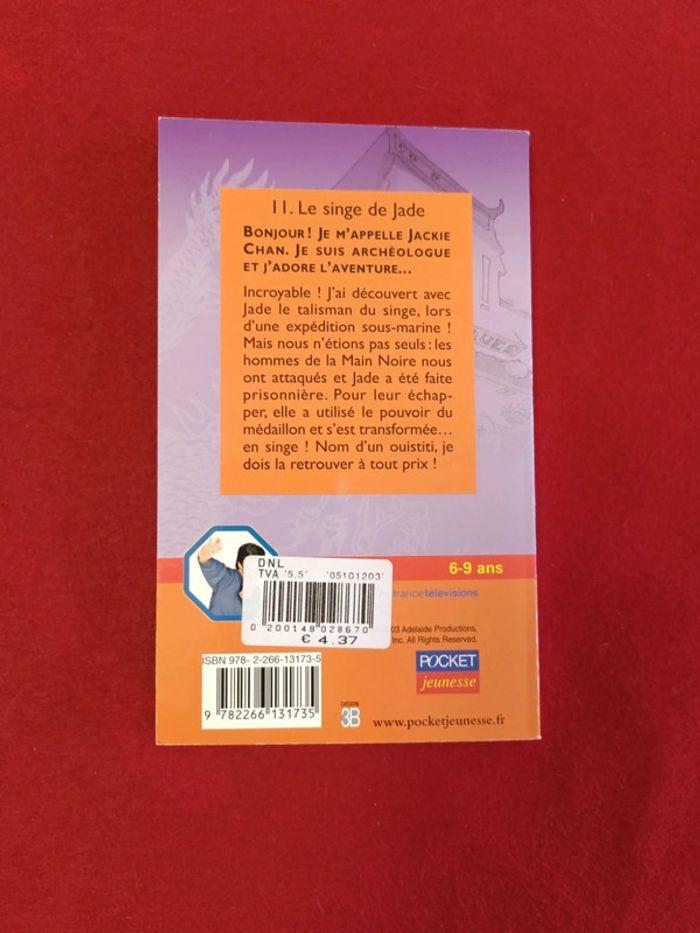 11. Le singe de Jade
BONJOUR! JE M'APPELLE JACKIE
CHAN. JE SUIS ARCHÉOLOGUE
ET J'ADORE L'AVENTURE...
Incroyable ! J'ai découvert avec
Jade le talisman du singe, lors
d'une expédition sous-marine !
Mais nous n'étions pas seuls : les
hommes de la Main Noire nous
ont attaqués et Jade a été faite
prisonnière. Pour leur échap-
per, elle a utilisé le pouvoir du
médaillon et s'est transformée...
en singe ! Nom d'un ouistiti, je
dois la retrouver à tout prix !
6-9 ans
DNL
TVA '5,5' '05101203'
0 200148 028670
€ 4.37
francetélévisions
03 Adelaide Productions,
Inc. All Rights Reserved.
ISBN 978-2-266-13173-5
9 782266 131735
CATÉGORIE
3B
POCKET
jeunesse
www.pocketjeunesse.fr